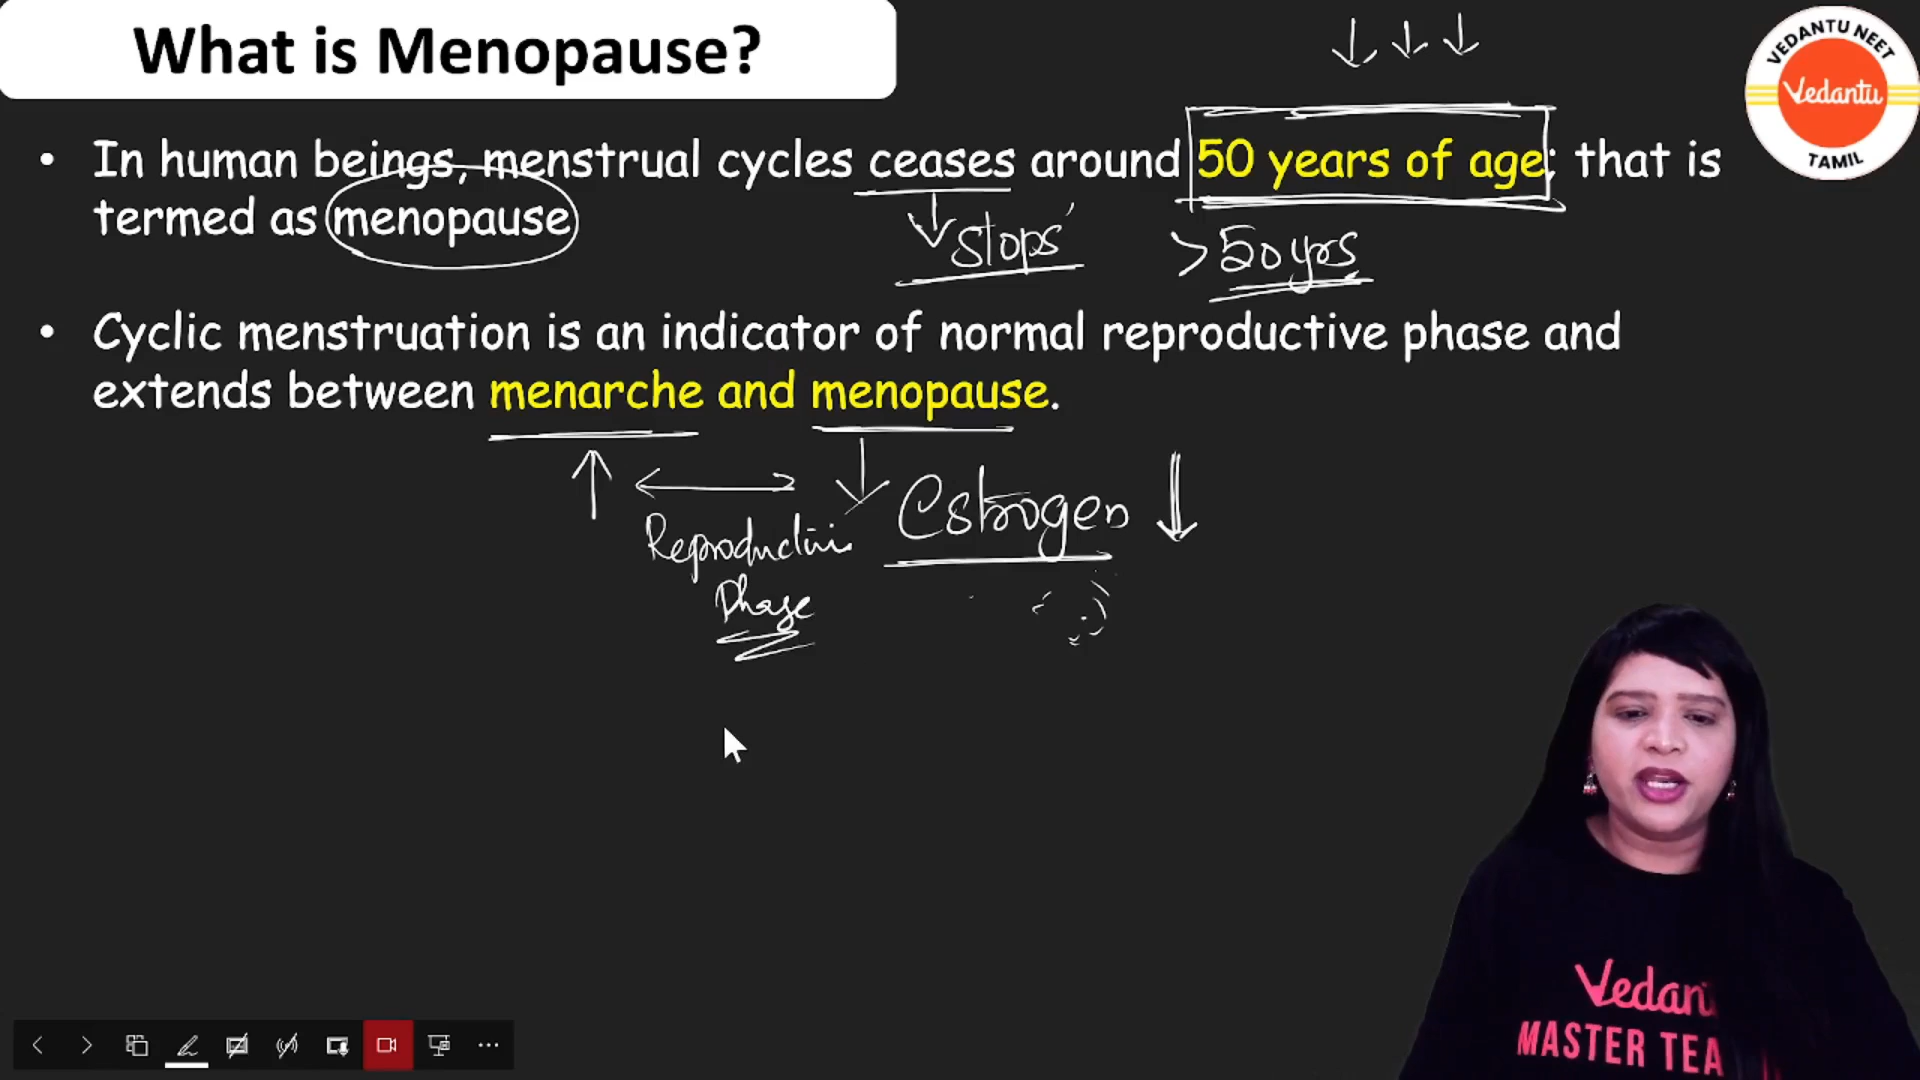 What is Menopause?
VEDANTU NEET
Vedantu
TAMIL
• In human beings, menstrual cycles ceases around 50 years of age; that is
termed as menopause
stops
>50yrs
• Cyclic menstruation is an indicator of normal reproductive phase and
extends between menarche and menopause.
Estrogen
Reproductive
Phase
Vedant
MASTER TEA